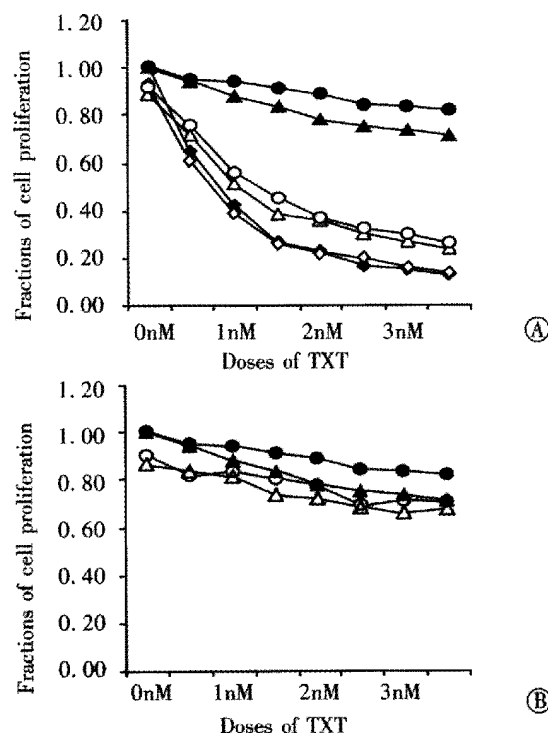 1.20
1.00
0.80
0.60
0.40
0.20
0.00
Fractions of cell proliferation
0nM 1nM 2nM 3nM
Doses of TXT
Ⓐ
1.20
1.00
0.80
0.60
0.40
0.20
0.00
Fractions of cell proliferation
0nM 1nM 2nM 3nM
Doses of TXT
Ⓑ